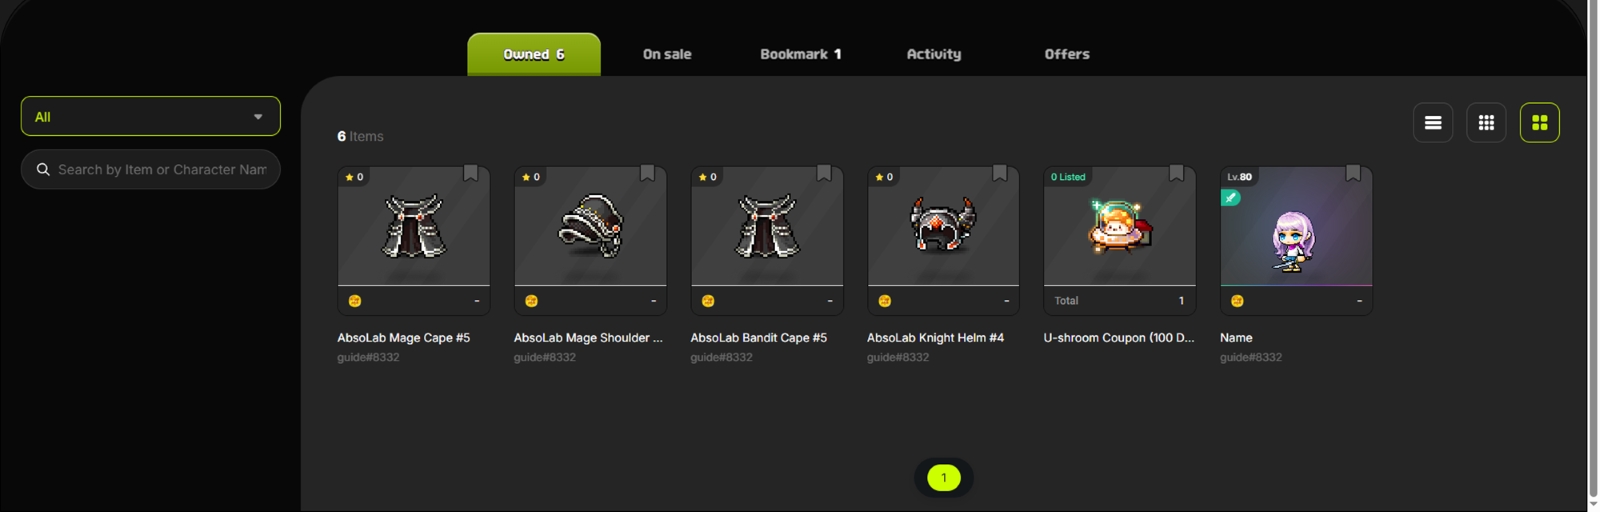 Owned 6
On sale
Bookmark 1
Activity
Offers
All
Search by Item or Character Nam
6 Items
0
0
0
0
0 Listed
Lv.80
-
-
-
-
Total 1
-
AbsoLab Mage Cape #5
guide#8332
AbsoLab Mage Shoulder ...
guide#8332
AbsoLab Bandit Cape #5
guide#8332
AbsoLab Knight Helm #4
guide#8332
U-shroom Coupon (100 D...
Name
guide#8332
1